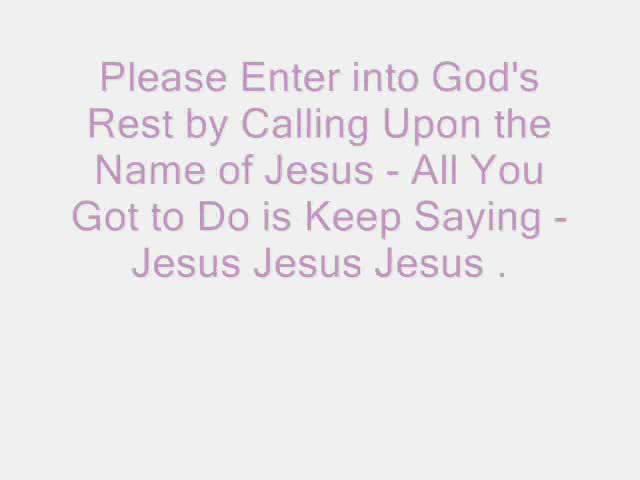 Please Enter into God's
Rest by Calling Upon the
Name of Jesus - All You
Got to Do is Keep Saying -
Jesus Jesus Jesus .